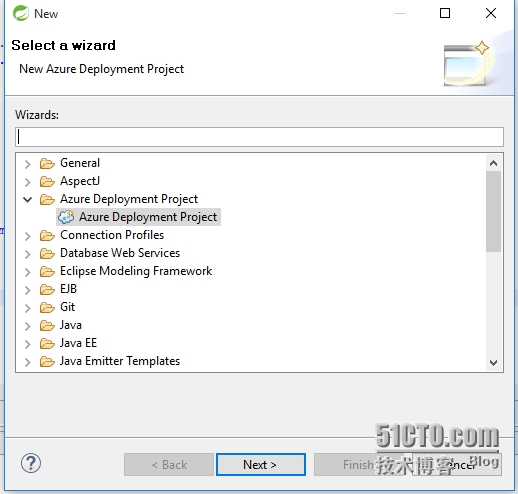 New
Select a wizard
New Azure Deployment Project
Wizards:
General
AspectJ
Azure Deployment Project
Azure Deployment Project
Connection Profiles
Database Web Services
Eclipse Modeling Framework
EJB
Git
Java
Java EE
Java Emitter Templates
51CTO.com
技术博客 Blog
? < Back Next > Finish